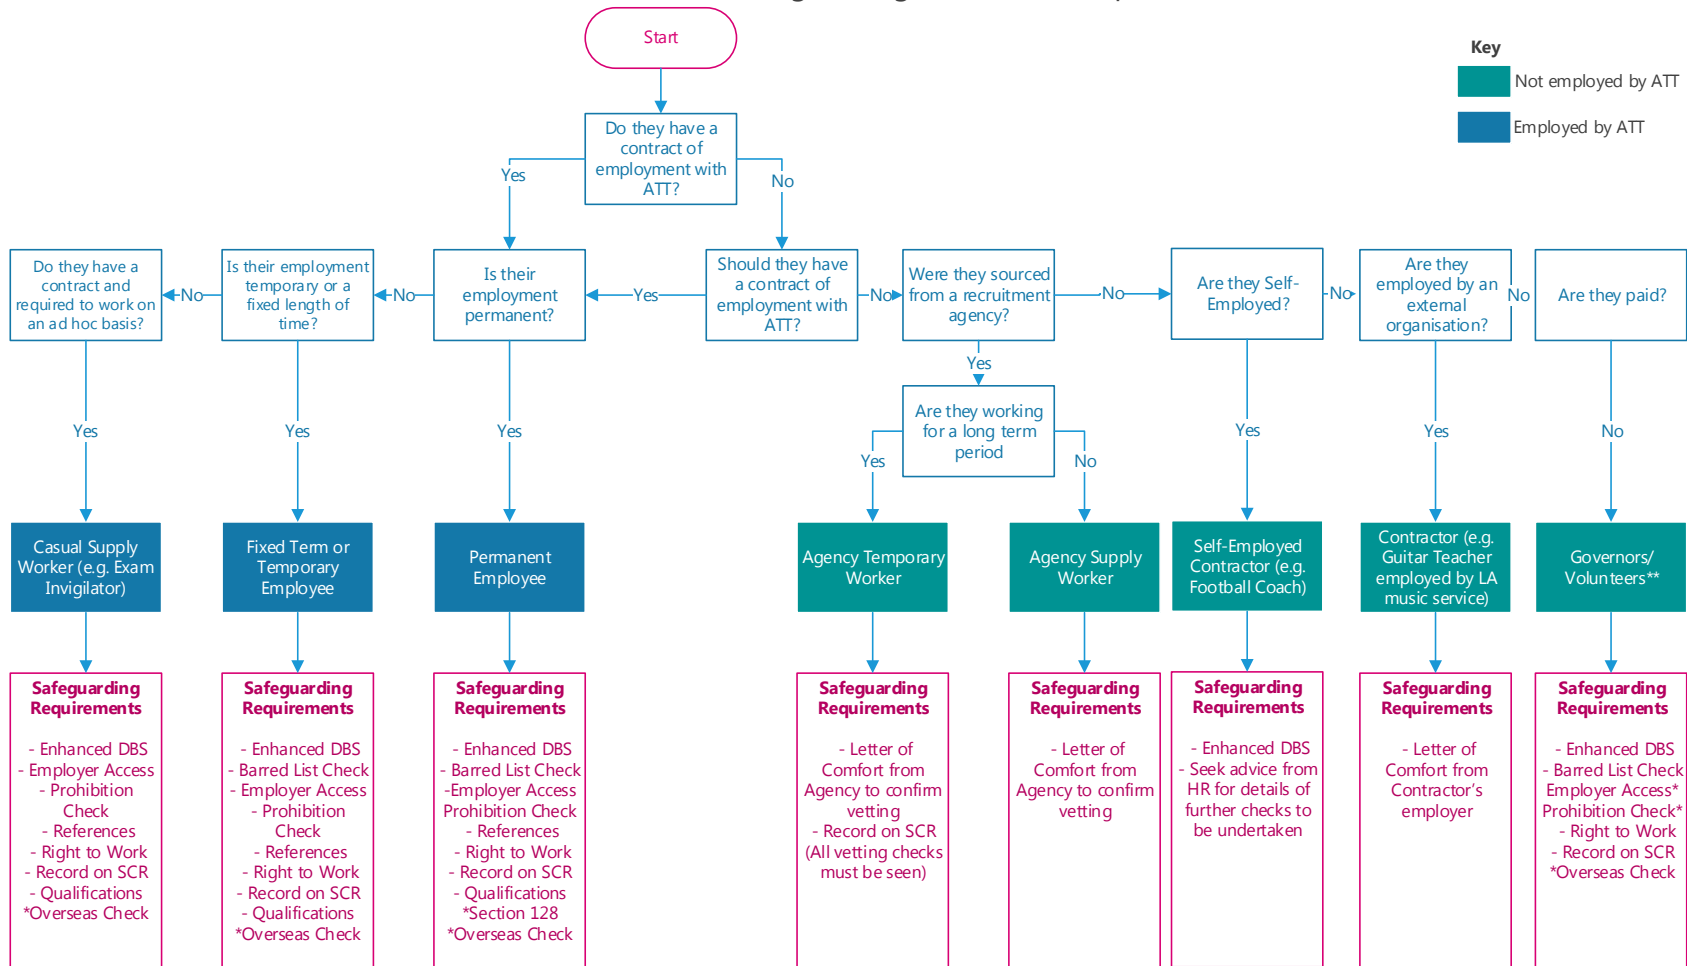 Start
Key
Not employed by ATT
Employed by ATT
Do they have a
contract of
employment with
ATT?
Yes
No
Do they have a
contract and
required to work on
an ad hoc basis?
No
Is their employment
temporary or a
fixed length of
time?
No
Is their
employment
permanent?
Yes
Should they have
a contract of
employment with
ATT?
No
Were they sourced
from a recruitment
agency?
No
Are they Self-
Employed?
No
Are they
employed by an
external
organisation?
No
Are they paid?
Yes
Are they working
for a long term
period
Yes
No
Yes
Yes
Yes
Yes
Yes
No
Casual Supply
Worker (e.g. Exam
Invigilator)
Fixed Term or
Temporary
Employee
Permanent
Employee
Agency Temporary
Worker
Agency Supply
Worker
Self-Employed
Contractor (e.g.
Football Coach)
Contractor (e.g.
Guitar Teacher
employed by LA
music service)
Governors/
Volunteers**
Safeguarding
Requirements
- Enhanced DBS
- Employer Access
- Prohibition
Check
- References
- Right to Work
- Record on SCR
- Qualifications
*Overseas Check
Safeguarding
Requirements
- Enhanced DBS
- Barred List Check
- Employer Access
- Prohibition
Check
- References
- Right to Work
- Record on SCR
- Qualifications
*Overseas Check
Safeguarding
Requirements
- Enhanced DBS
- Barred List Check
-Employer Access
Prohibition Check
- References
- Right to Work
- Record on SCR
- Qualifications
*Section 128
*Overseas Check
Safeguarding
Requirements
- Letter of
Comfort from
Agency to confirm
vetting
- Record on SCR
(All vetting checks
must be seen)
Safeguarding
Requirements
- Letter of
Comfort from
Agency to confirm
vetting
Safeguarding
Requirements
- Enhanced DBS
- Seek advice from
HR for details of
further checks to
be undertaken
Safeguarding
Requirements
- Letter of
Comfort from
Contractor's
employer
Safeguarding
Requirements
- Enhanced DBS
- Barred List Check
Employer Access*
Prohibition Check*
- Right to Work
- Record on SCR
*Overseas Check